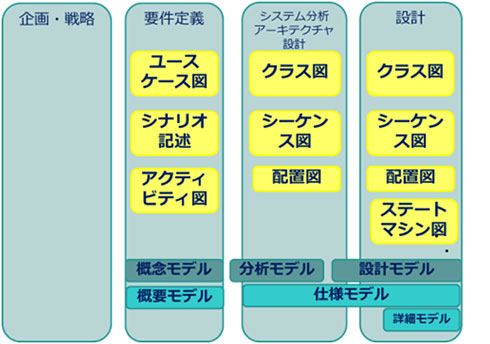 企画・戦略
要件定義
システム分析
アーキテクチャ
設計
設計
ユース
ケース図
クラス図
クラス図
シナリオ
記述
シーケン
ス図
シーケン
ス図
アクティ
ビティ図
配置図
配置図
ステート
マシン図
概念モデル
分析モデル
設計モデル
概要モデル
仕様モデル
詳細モデル